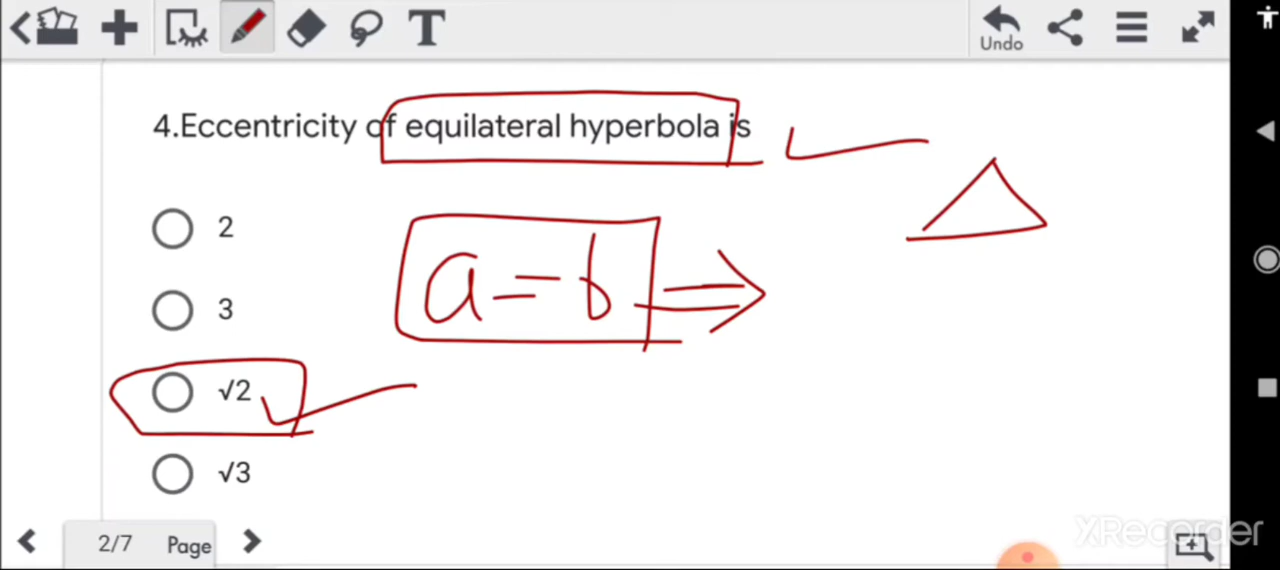 Undo
4.Eccentricity of equilateral hyperbola is
2
a = b ⇒
3
√2
√3
2/7 Page
XRecorder